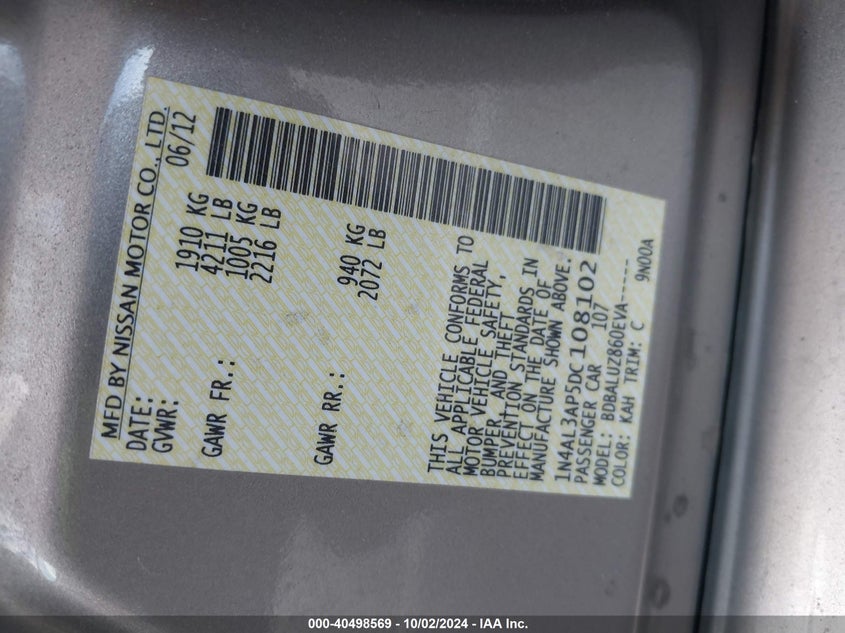 MFD BY NISSAN MOTOR CO., LTD.
DATE: 06/12
GVWR: 1910 KG
4211 LB
GAWR FR.: 1005 KG
2216 LB
GAWR RR.: 940 KG
2072 LB
THIS VEHICLE CONFORMS TO
ALL APPLICABLE FEDERAL
MOTOR VEHICLE SAFETY,
BUMPER, AND THEFT
PREVENTION STANDARDS IN
EFFECT ON THE DATE OF
MANUFACTURE SHOWN ABOVE.
1N4AL3AP5DC108102
PASSENGER CAR 107
MODEL: BDBALUZ860EVA-----
COLOR: KAH TRIM: C 9N00A
000-40498569 - 10/02/2024 - IAA Inc.